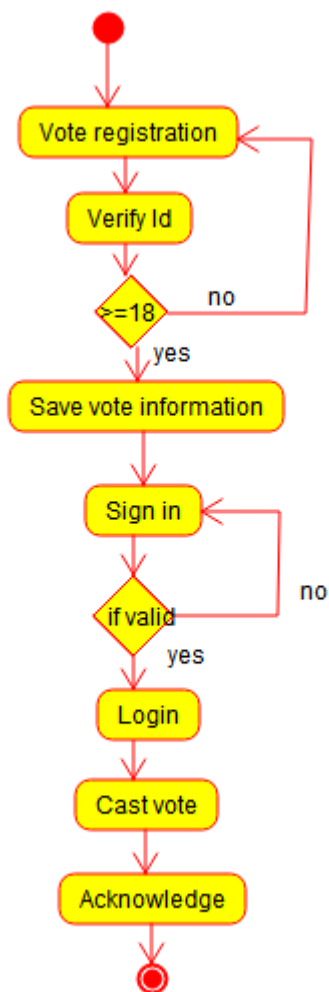 Vote registration
Verify Id
>=18
no
yes
Save vote information
Sign in
no
if valid
yes
Login
Cast vote
Acknowledge